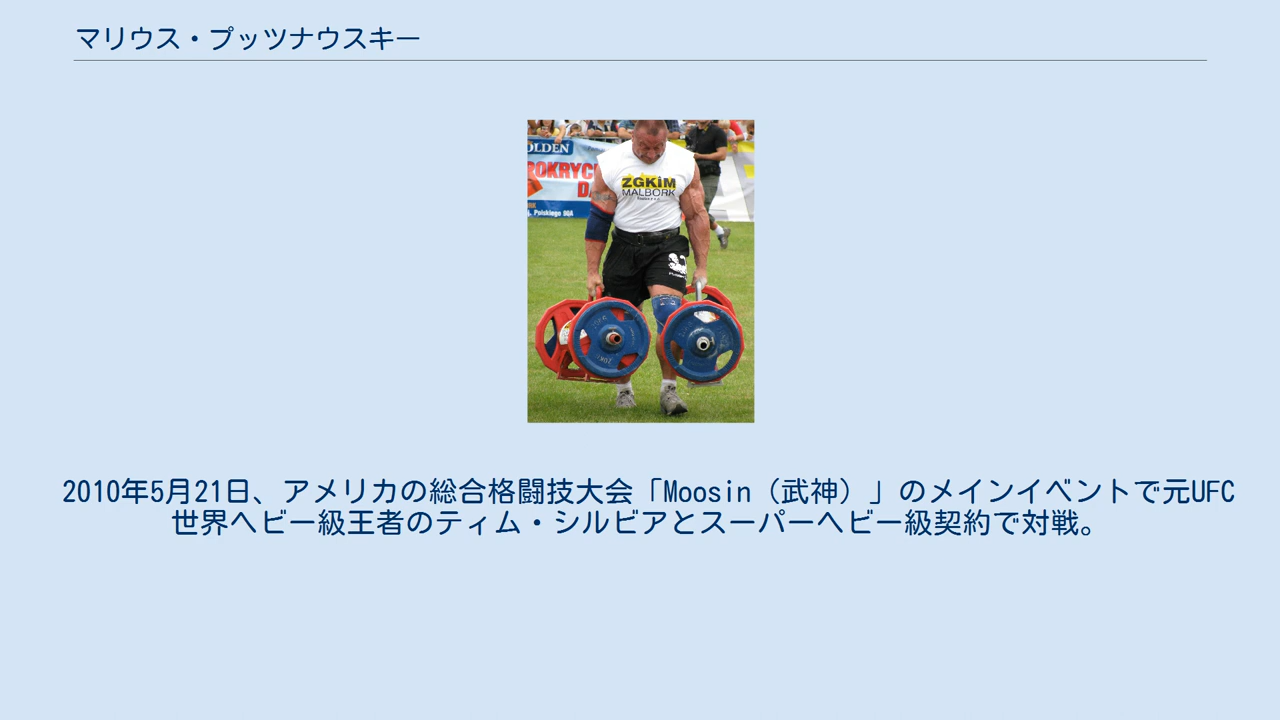 マリウス・プッツナウスキー
OLDEN
ZGKiM
MALBORK
2010年5月21日、アメリカの総合格闘技大会「Moosin（武神）」のメインイベントで元UFC
世界ヘビー級王者のティム・シルビアとスーパーヘビー級契約で対戦。